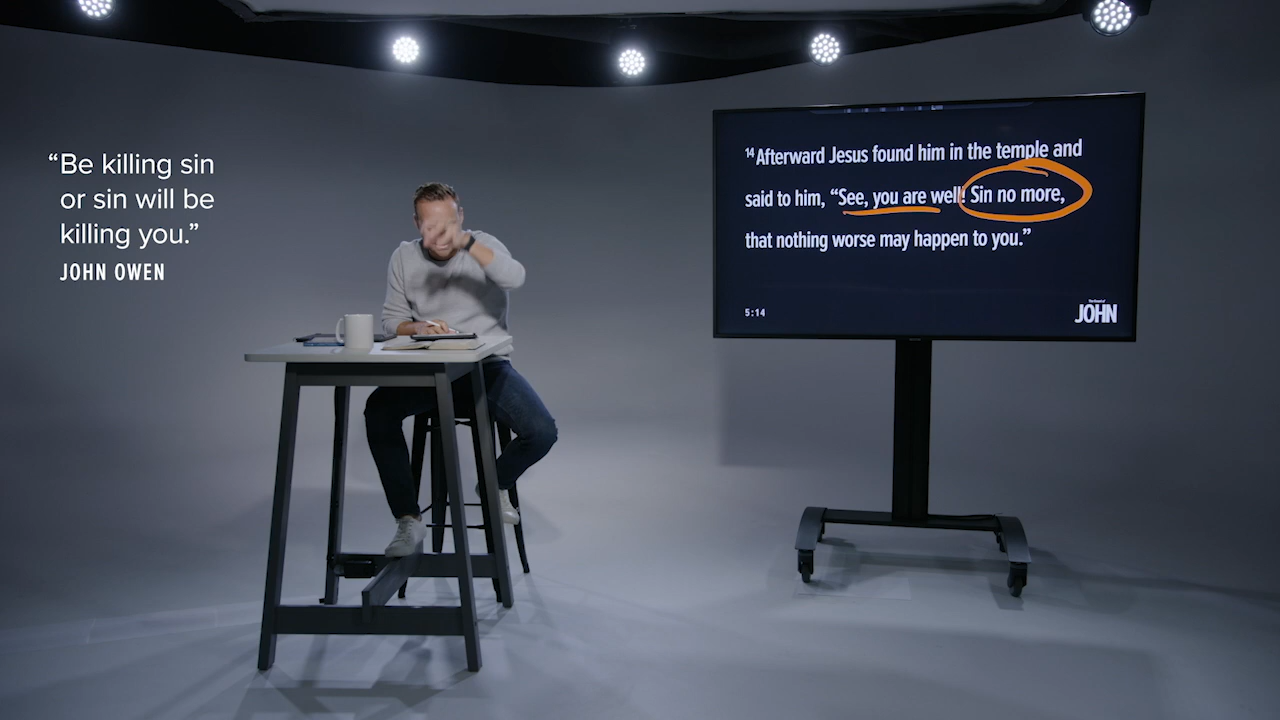 “Be killing sin
or sin will be
killing you.”
JOHN OWEN
¹⁴Afterward Jesus found him in the temple and
said to him, “See, you are well! Sin no more,
that nothing worse may happen to you.”
5:14
JOHN